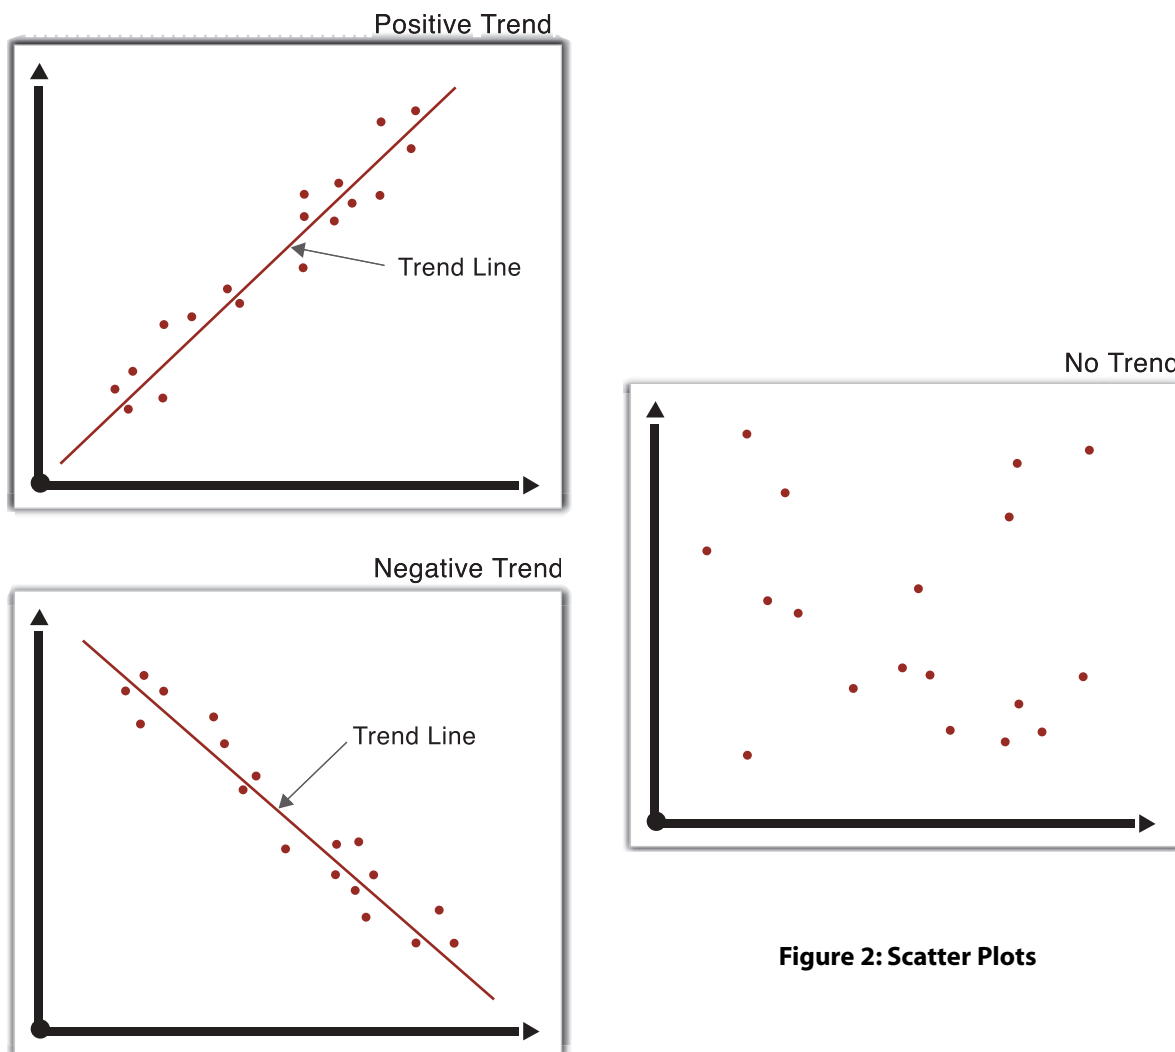 Positive Trend
Trend Line
No Trend
Negative Trend
Trend Line
Figure 2: Scatter Plots